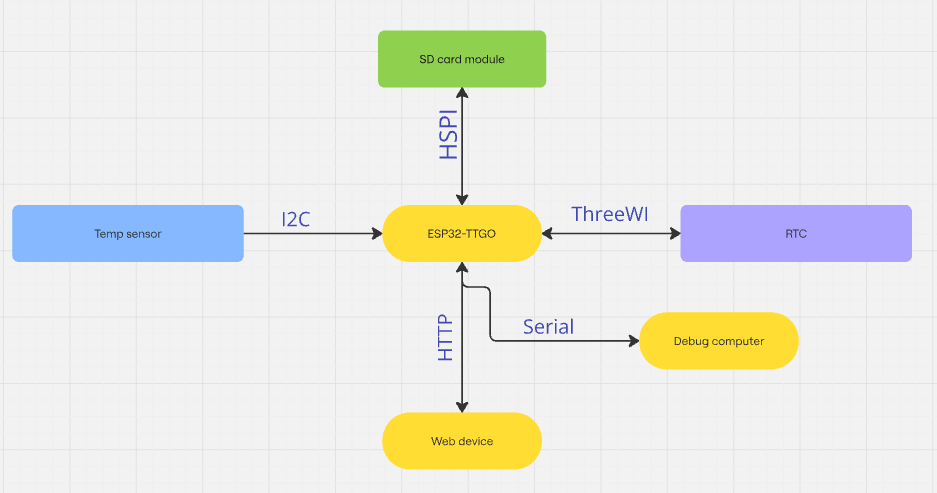 SD card module
HSPI
Temp sensor
I2C
ESP32-TTGO
ThreeWI
RTC
HTTP
Serial
Debug computer
Web device